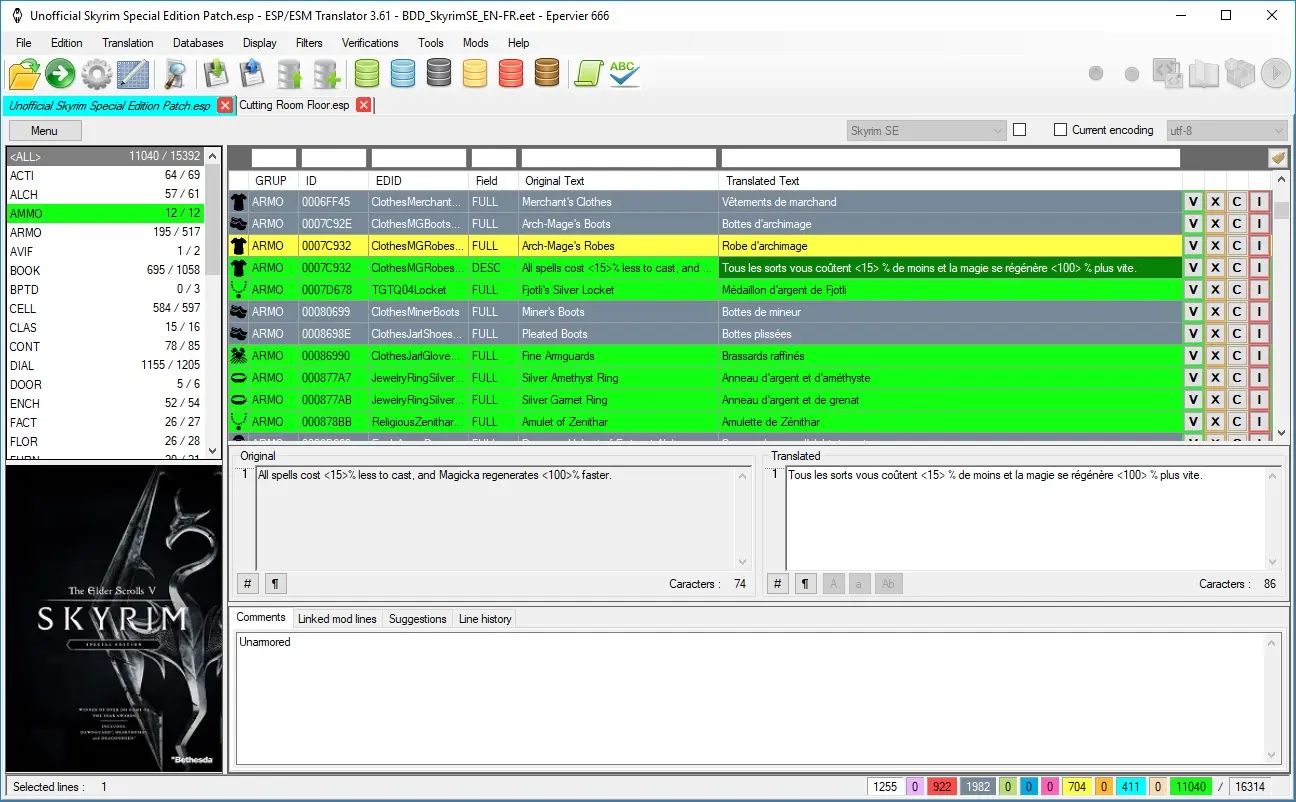 Unofficial Skyrim Special Edition Patch.esp - ESP/ESM Translator 3.61 - BDD_SkyrimSE_EN-FR.eet - Epervier 666
File Edition Translation Databases Display Filters Verifications Tools Mods Help
ABC
Unofficial Skyrim Special Edition Patch.esp Cutting Room Floor.esp
Menu Skyrim SE Current encoding utf-8
<ALL> 11040 / 15392
ACTI 64 / 69
ALCH 57 / 61
AMMO 12 / 12
ARMO 195 / 517
AVIF 1 / 2
BOOK 695 / 1058
BPTD 0 / 3
CELL 584 / 597
CLAS 15 / 16
CONT 78 / 85
DIAL 1155 / 1205
DOOR 5 / 6
ENCH 52 / 54
FACT 26 / 27
FLOR 26 / 28
GRUP ID EDID Field Original Text Translated Text
ARMO 0006FF45 ClothesMerchant... FULL Merchant's Clothes Vêtements de marchand V X C I
ARMO 0007C92E ClothesMGBoots... FULL Arch-Mage's Boots Bottes d'archimage V X C I
ARMO 0007C932 ClothesMGRobes... FULL Arch-Mage's Robes Robe d'archimage V X C I
ARMO 0007C932 ClothesMGRobes... DESC All spells cost <15>% less to cast, and ... Tous les sorts vous coûtent <15> % de moins et la magie se régénère <100> % plus vite. V X C I
ARMO 0007D678 TGTQ04Locket FULL Fjotli's Silver Locket Médaillon d'argent de Fjotli V X C I
ARMO 00080699 ClothesMinerBoots FULL Miner's Boots Bottes de mineur V X C I
ARMO 0008698E ClothesJarlShoes... FULL Pleated Boots Bottes plissées V X C I
ARMO 00086990 ClothesJarlGlove... FULL Fine Armguards Brassards raffinés V X C I
ARMO 000877A7 JewelryRingSilver... FULL Silver Amethyst Ring Anneau d'argent et d'améthyste V X C I
ARMO 000877AB JewelryRingSilver... FULL Silver Garnet Ring Anneau d'argent et de grenat V X C I
ARMO 000878BB ReligiousZenithar... FULL Amulet of Zenithar Amulette de Zénithar V X C I
Original
1 All spells cost <15>% less to cast, and Magicka regenerates <100>% faster.
# ¶ Caracters : 74
Translated
1 Tous les sorts vous coûtent <15> % de moins et la magie se régénère <100> % plus vite.
# ¶ A a Ab Caracters : 86
The Elder Scrolls V
SKYRIM
SPECIAL EDITION
Bethesda
Comments Linked mod lines Suggestions Line history
Unamored
Selected lines : 1 1255 0 922 1982 0 0 0 704 0 411 0 11040 / 16314